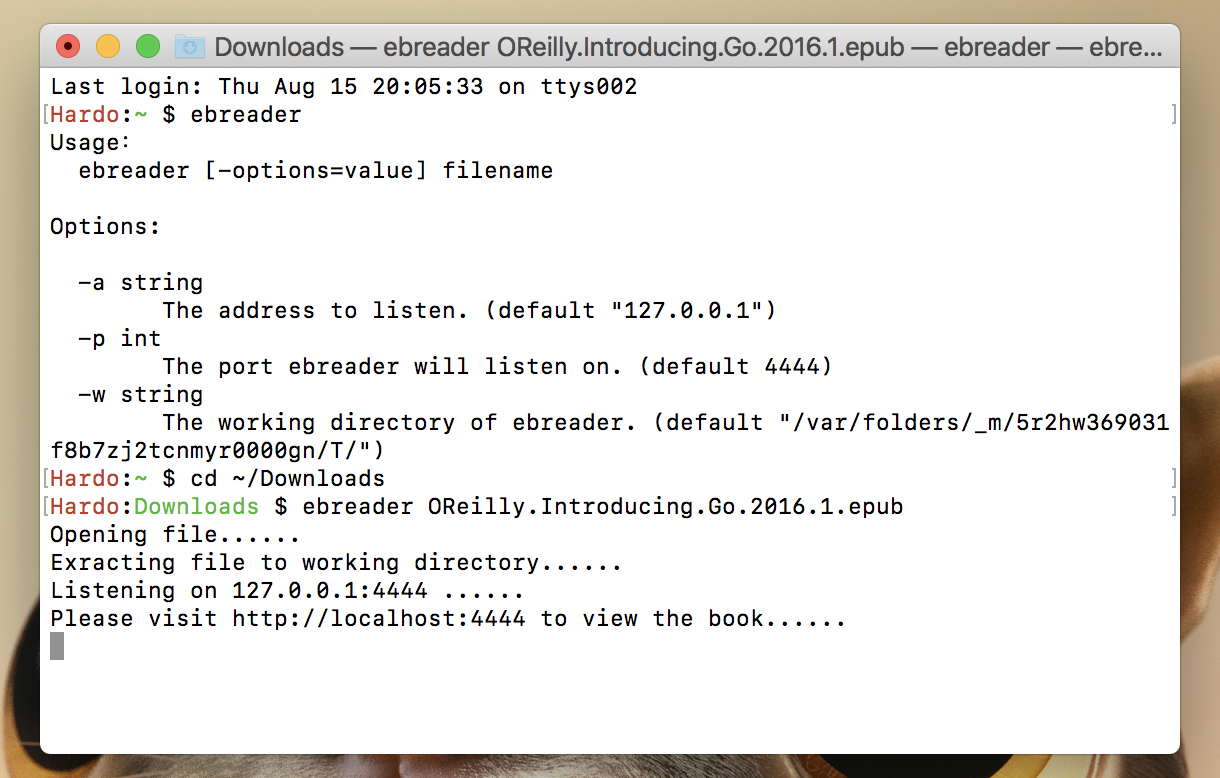 Downloads — ebreader OReilly.Introducing.Go.2016.1.epub — ebreader — ebre...
Last login: Thu Aug 15 20:05:33 on ttys002
[Hardo:~ $ ebreader ]
Usage:
  ebreader [-options=value] filename
Options:
  -a string
        The address to listen. (default "127.0.0.1")
  -p int
        The port ebreader will listen on. (default 4444)
  -w string
        The working directory of ebreader. (default "/var/folders/_m/5r2hw369031
f8b7zj2tcnmyr0000gn/T/")
[Hardo:~ $ cd ~/Downloads ]
[Hardo:Downloads $ ebreader OReilly.Introducing.Go.2016.1.epub ]
Opening file......
Exracting file to working directory......
Listening on 127.0.0.1:4444 ......
Please visit http://localhost:4444 to view the book......